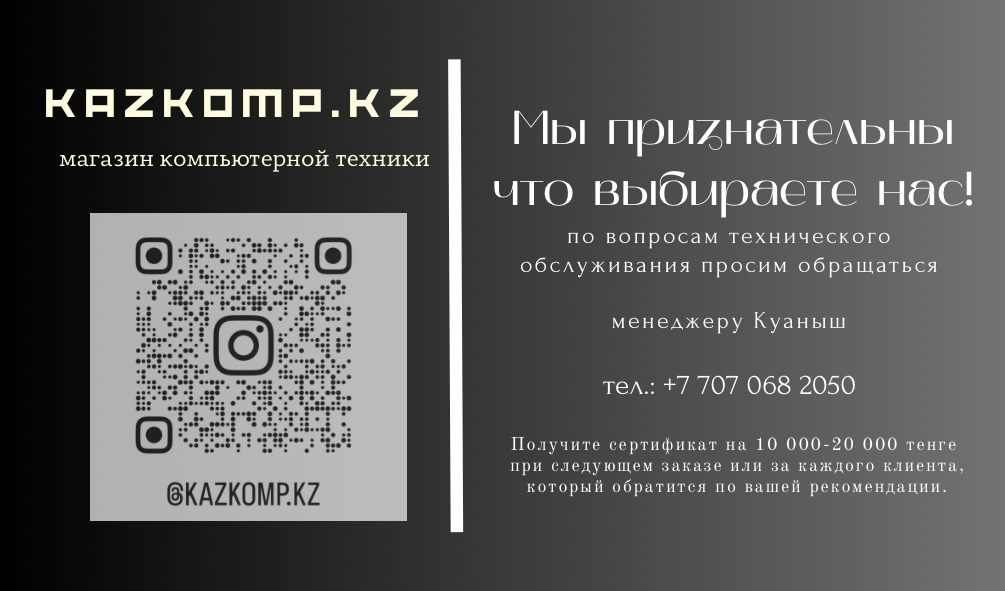 KAZKOMP.KZ
магазин компьютерной техники
@KAZKOMP.KZ
Мы признательны
что выбираете нас!
по вопросам технического
обслуживания просим обращаться
менеджеру Куаныш
тел.: +7 707 068 2050
Получите сертификат на 10 000-20 000 тенге
при следующем заказе или за каждого клиента,
который обратится по вашей рекомендации.